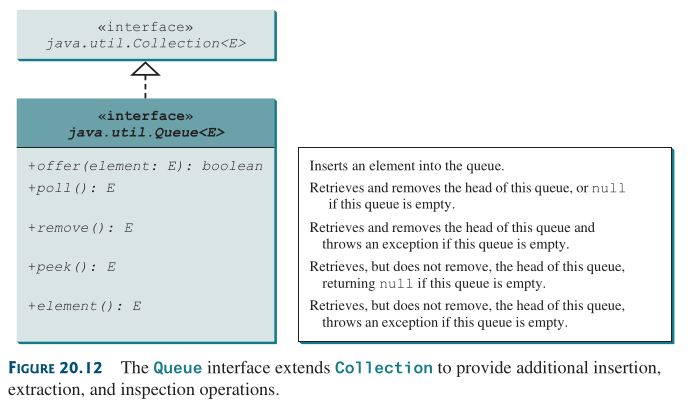 «interface»
java.util.Collection<E>
«interface»
java.util.Queue<E>
+offer(element: E): boolean
Inserts an element into the queue.
+poll(): E
Retrieves and removes the head of this queue, or null
if this queue is empty.
+remove(): E
Retrieves and removes the head of this queue and
throws an exception if this queue is empty.
+peek(): E
Retrieves, but does not remove, the head of this queue,
returning null if this queue is empty.
+element(): E
Retrieves, but does not remove, the head of this queue,
throws an exception if this queue is empty.
FIGURE 20.12 The Queue interface extends Collection to provide additional insertion,
extraction, and inspection operations.